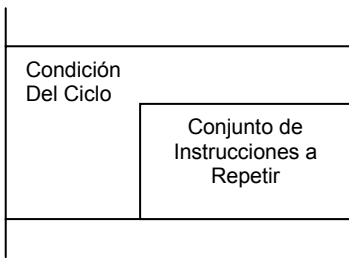 Condición
Del Ciclo
Conjunto de
Instrucciones a
Repetir